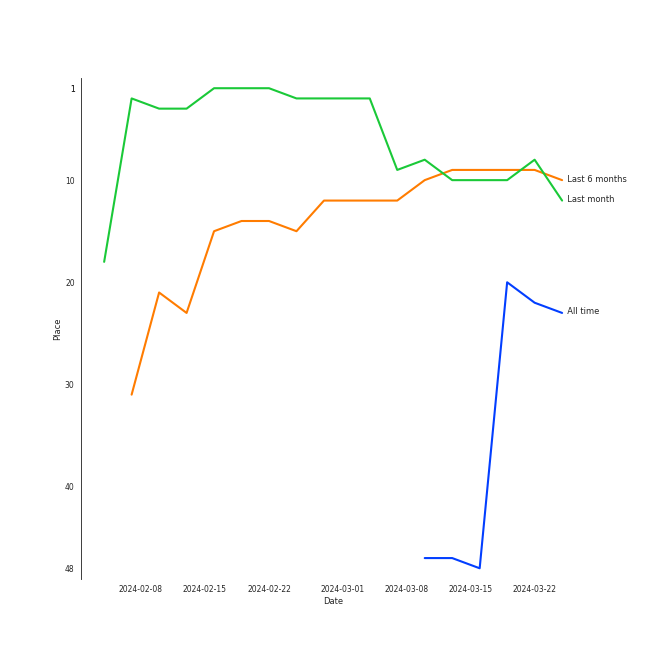 1
10
20
30
40
48
Place
2024-02-08
2024-02-15
2024-02-22
2024-03-01
2024-03-08
2024-03-15
2024-03-22
Date
Last 6 months
Last month
All time